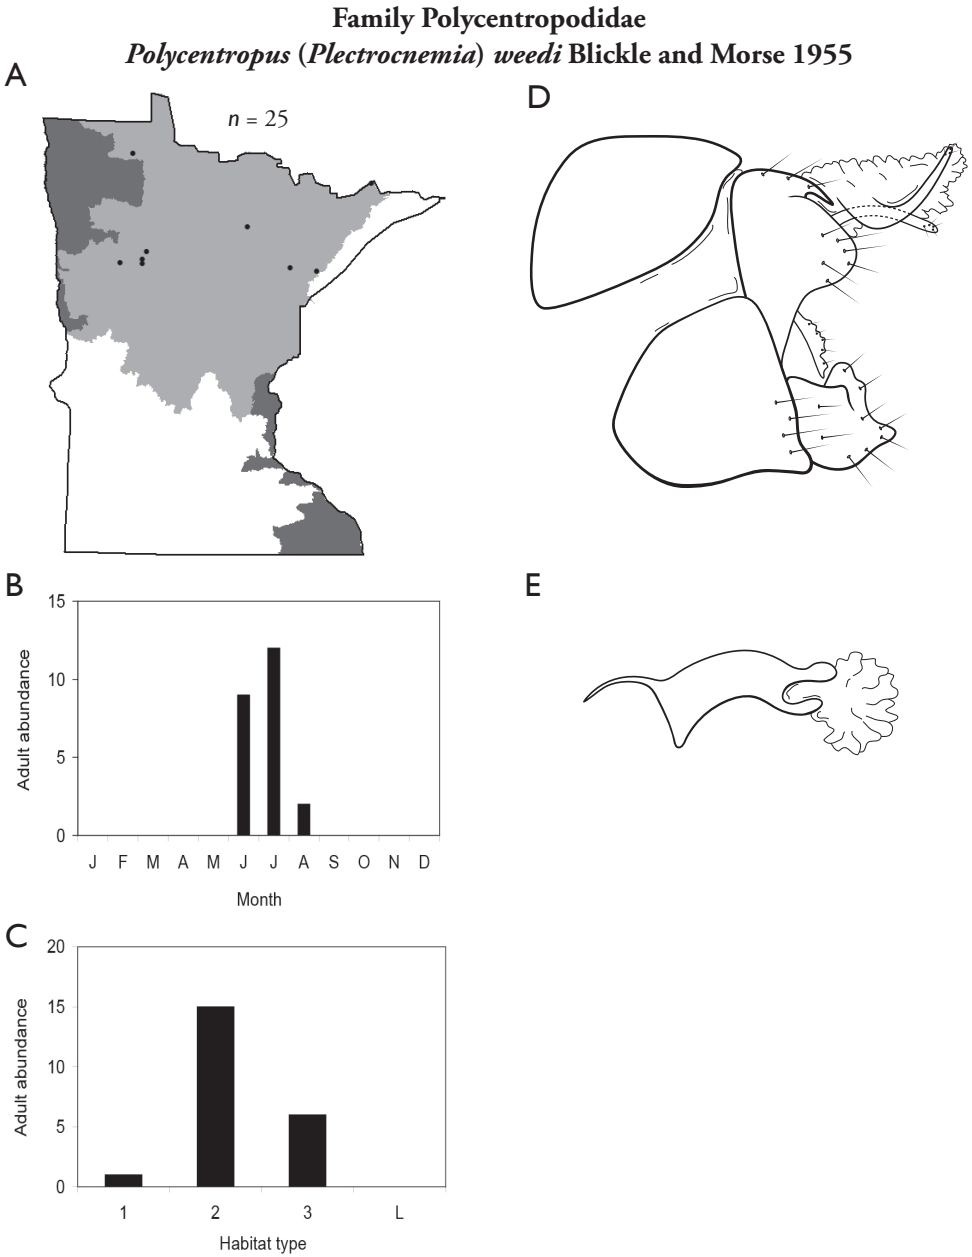 Family Polycentropodidae
Polycentropus (Plectrocnemia) weedi Blickle and Morse 1955
A
n = 25
D
B
15
10
5
0
Adult abundance
J F M A M J J A S O N D
Month
E
C
20
15
10
5
0
Adult abundance
1 2 3 L
Habitat type